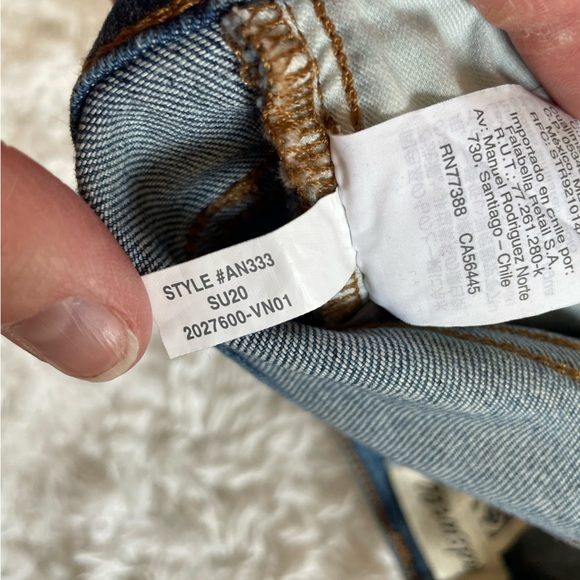 STYLE #AN333
SU20
2027600-VN01
RN77388 CA56445
Importado en Chile por:
Falabella Retail S.A.
R.U.T.: 77.261.280-k
Av: Manuel Rodriguez Norte
730- Santiago - Chile